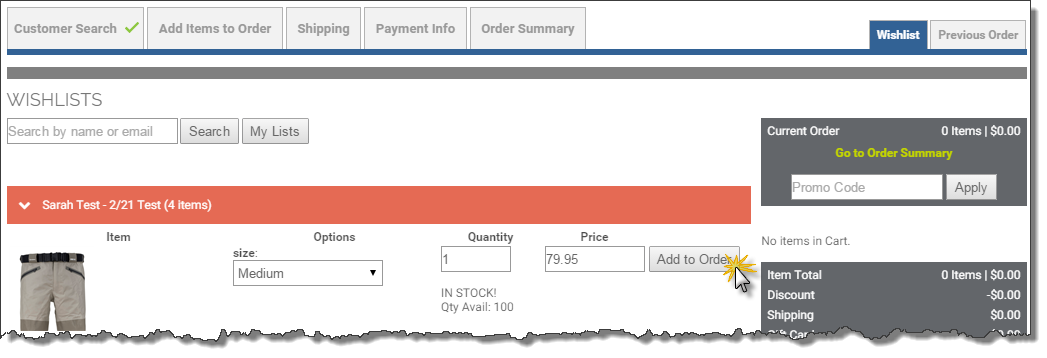 Customer Search
Add Items to Order
Shipping
Payment Info
Order Summary
Wishlist
Previous Order
WISHLISTS
Search by name or email
Search
My Lists
Current Order 0 Items | $0.00
Go to Order Summary
Promo Code
Apply
Sarah Test - 2/21 Test (4 items)
Item Options Quantity Price
size:
Medium
1
79.95
Add to Order
IN STOCK!
Qty Avail: 100
No items in Cart.
Item Total 0 Items | $0.00
Discount -$0.00
Shipping $0.00